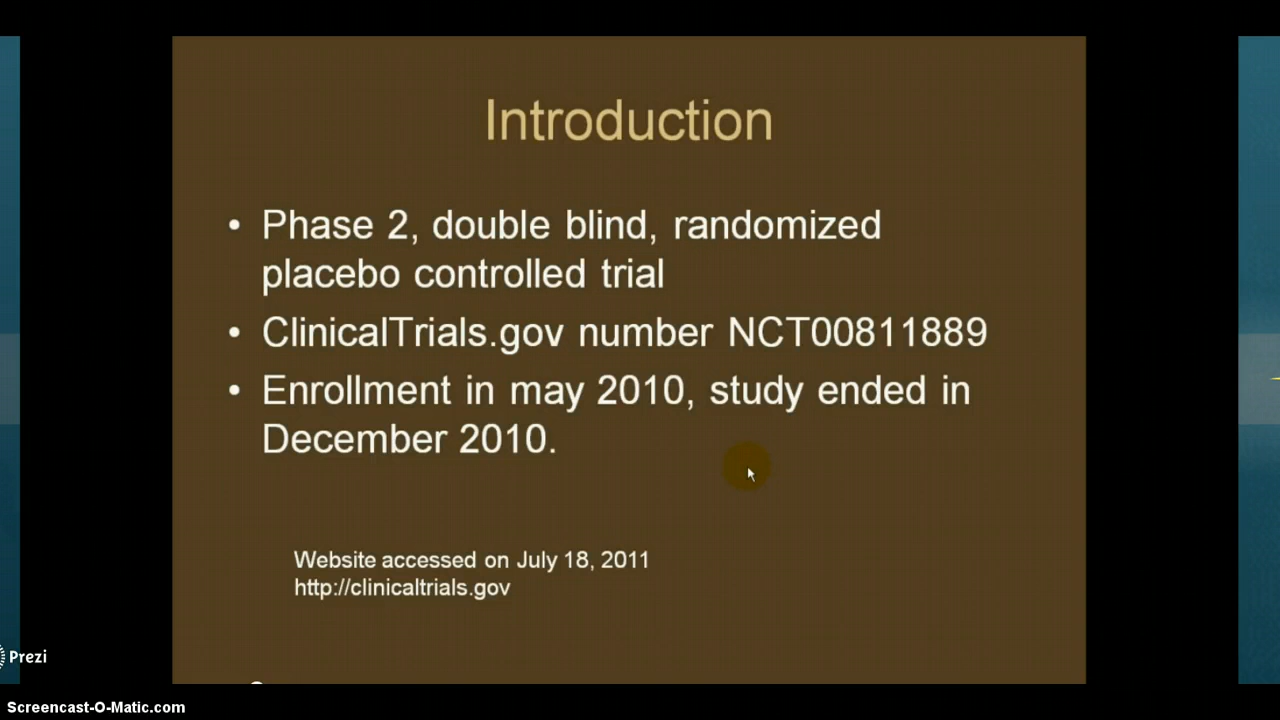 Introduction
• Phase 2, double blind, randomized
placebo controlled trial
• ClinicalTrials.gov number NCT00811889
• Enrollment in may 2010, study ended in
December 2010.
Website accessed on July 18, 2011
http://clinicaltrials.gov
Prezi
Screencast-O-Matic.com